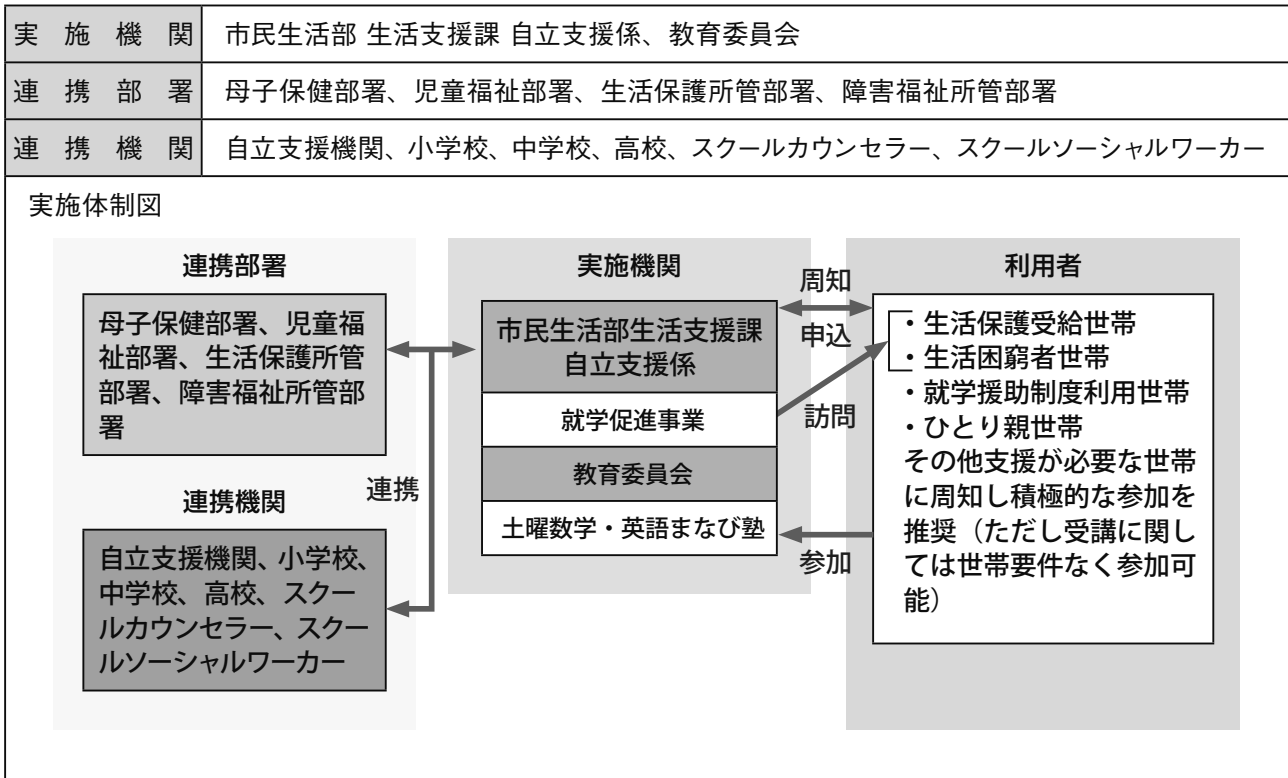 実施機関 市民生活部 生活支援課 自立支援係、教育委員会
連携部署 母子保健部署、児童福祉部署、生活保護所管部署、障害福祉所管部署
連携機関 自立支援機関、小学校、中学校、高校、スクールカウンセラー、スクールソーシャルワーカー
実施体制図
連携部署
母子保健部署、児童福
祉部署、生活保護所管
部署、障害福祉所管部
署
連携機関
自立支援機関、小学校、
中学校、高校、スクー
ルカウンセラー、スクー
ルソーシャルワーカー
連携
実施機関
市民生活部生活支援課
自立支援係
就学促進事業
教育委員会
土曜数学・英語まなび塾
周知
申込
訪問
参加
利用者
・生活保護受給世帯
・生活困窮者世帯
・就学援助制度利用世帯
・ひとり親世帯
その他支援が必要な世帯
に周知し積極的な参加を
推奨（ただし受講に関し
ては世帯要件なく参加可
能）